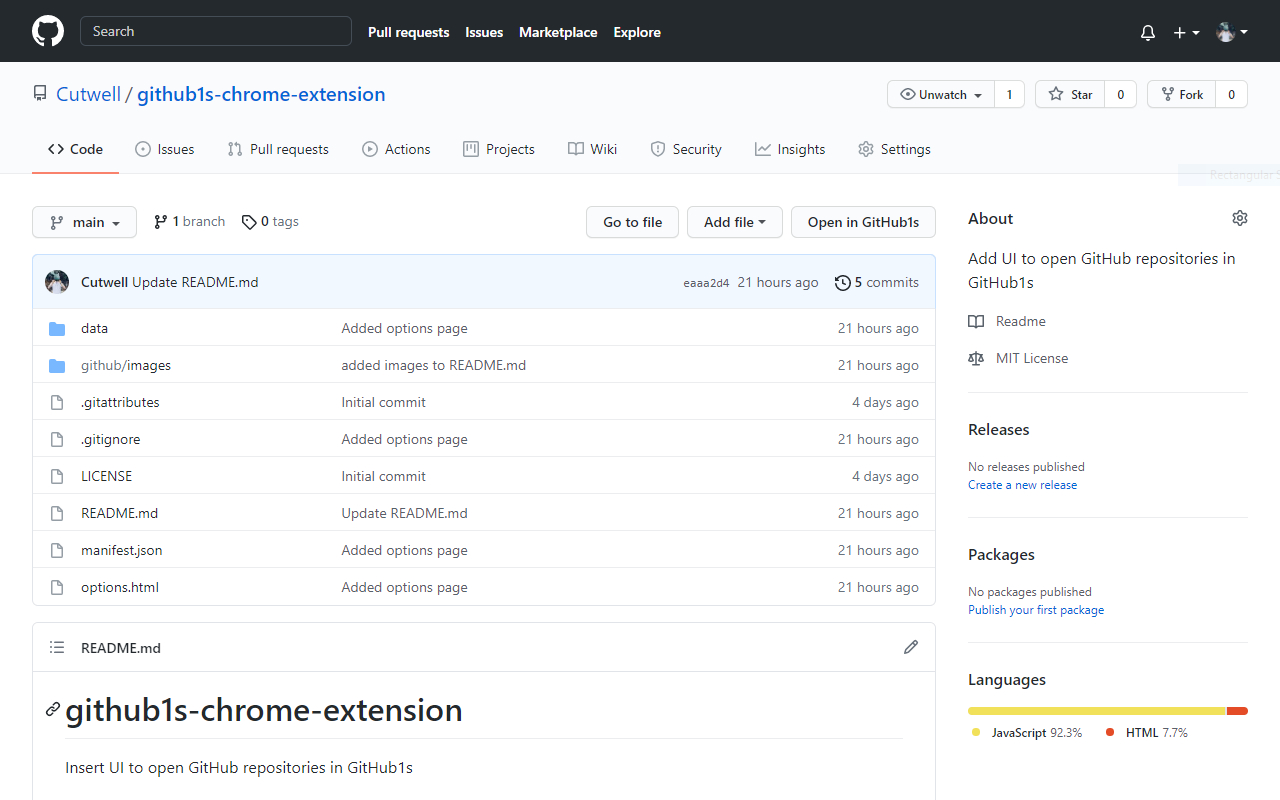 Search Pull requests Issues Marketplace Explore
Cutwell / github1s-chrome-extension Unwatch 1 Star 0 Fork 0
Code Issues Pull requests Actions Projects Wiki Security Insights Settings
main 1 branch 0 tags Go to file Add file Open in GitHub1s
Cutwell Update README.md eaaa2d4 21 hours ago 5 commits
data Added options page 21 hours ago
github/images added images to README.md 21 hours ago
.gitattributes Initial commit 4 days ago
.gitignore Added options page 21 hours ago
LICENSE Initial commit 4 days ago
README.md Update README.md 21 hours ago
manifest.json Added options page 21 hours ago
options.html Added options page 21 hours ago
README.md
github1s-chrome-extension
Insert UI to open GitHub repositories in GitHub1s
About
Add UI to open GitHub repositories in
GitHub1s
Readme
MIT License
Releases
No releases published
Create a new release
Packages
No packages published
Publish your first package
Languages
JavaScript 92.3% HTML 7.7%